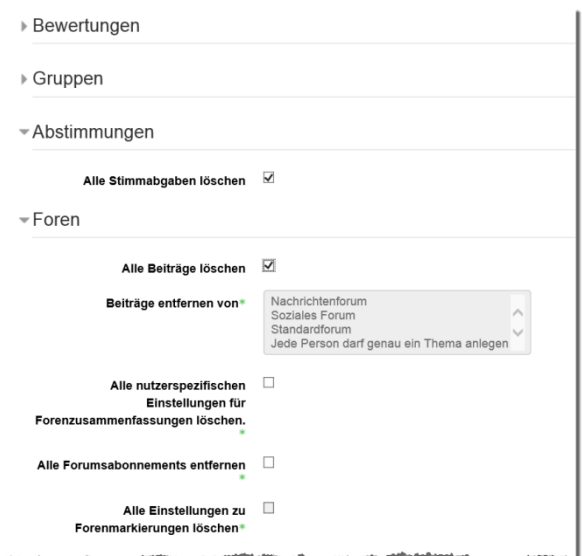 Bewertungen
Gruppen
Abstimmungen
Alle Stimmabgaben löschen
Foren
Alle Beiträge löschen
Beiträge entfernen von*
Nachrichtenforum
Soziales Forum
Standardforum
Jede Person darf genau ein Thema anlegen
Alle nutzerspezifischen
Einstellungen für
Forenzusammenfassungen löschen.
*
Alle Forumsabonnements entfernen
*
Alle Einstellungen zu
Forenmarkierungen löschen*